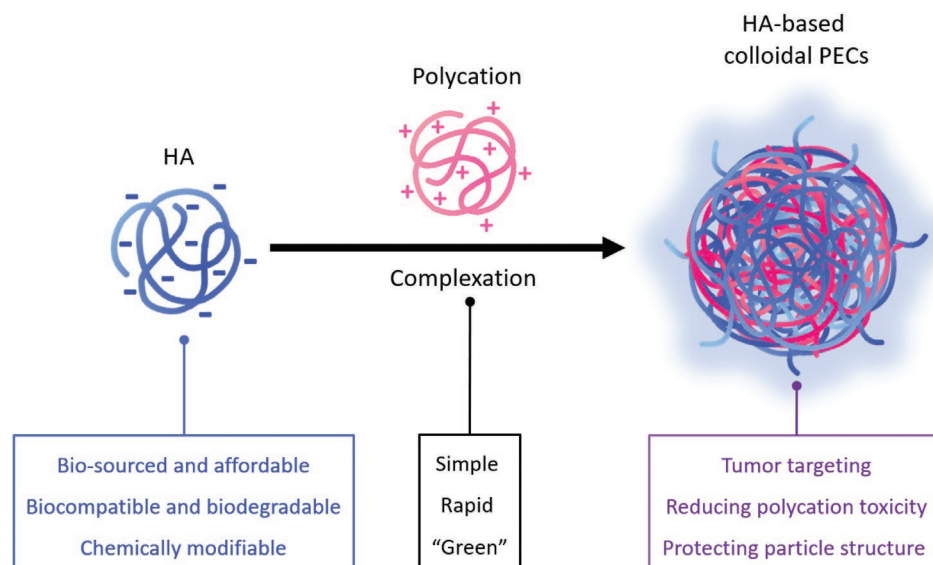 HA-based
colloidal PECs
Polycation
HA
Complexation
Bio-sourced and affordable
Biocompatible and biodegradable
Chemically modifiable
Simple
Rapid
“Green”
Tumor targeting
Reducing polycation toxicity
Protecting particle structure